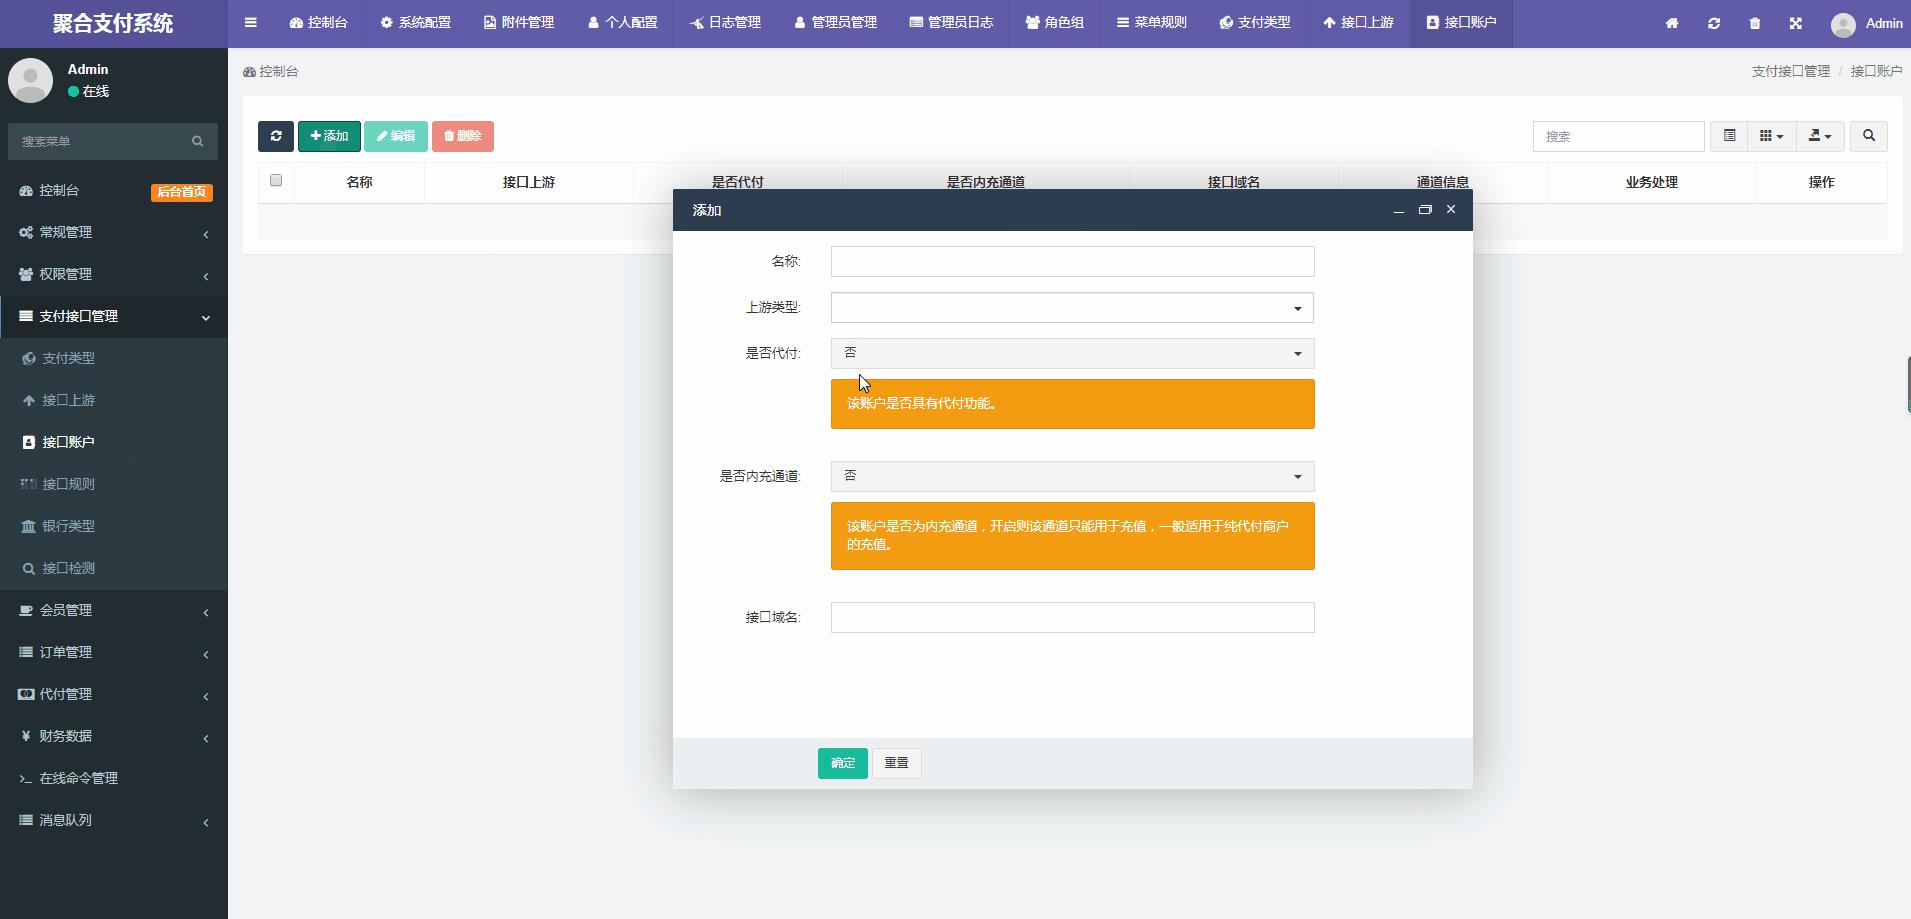 聚合支付系统
控制台 系统配置 附件管理 个人配置 日志管理 管理员管理 管理员日志 角色组 菜单规则 支付类型 接口上游 接口账户 Admin
Admin
在线
搜索菜单
控制台 后台首页
常规管理
权限管理
支付接口管理
支付类型
接口上游
接口账户
接口规则
银行类型
接口检测
会员管理
订单管理
代付管理
财务数据
在线命令管理
消息队列
控制台
支付接口管理 / 接口账户
添加 编辑 删除
搜索
名称 接口上游 是否代付 是否内充通道 接口域名 通道信息 业务处理 操作
添加
名称:
上游类型:
是否代付: 否
该账户是否具有代付功能。
是否内充通道: 否
该账户是否为内充通道，开启则该通道只能用于充值，一般适用于纯代付商户
的充值。
接口域名:
确定 重置